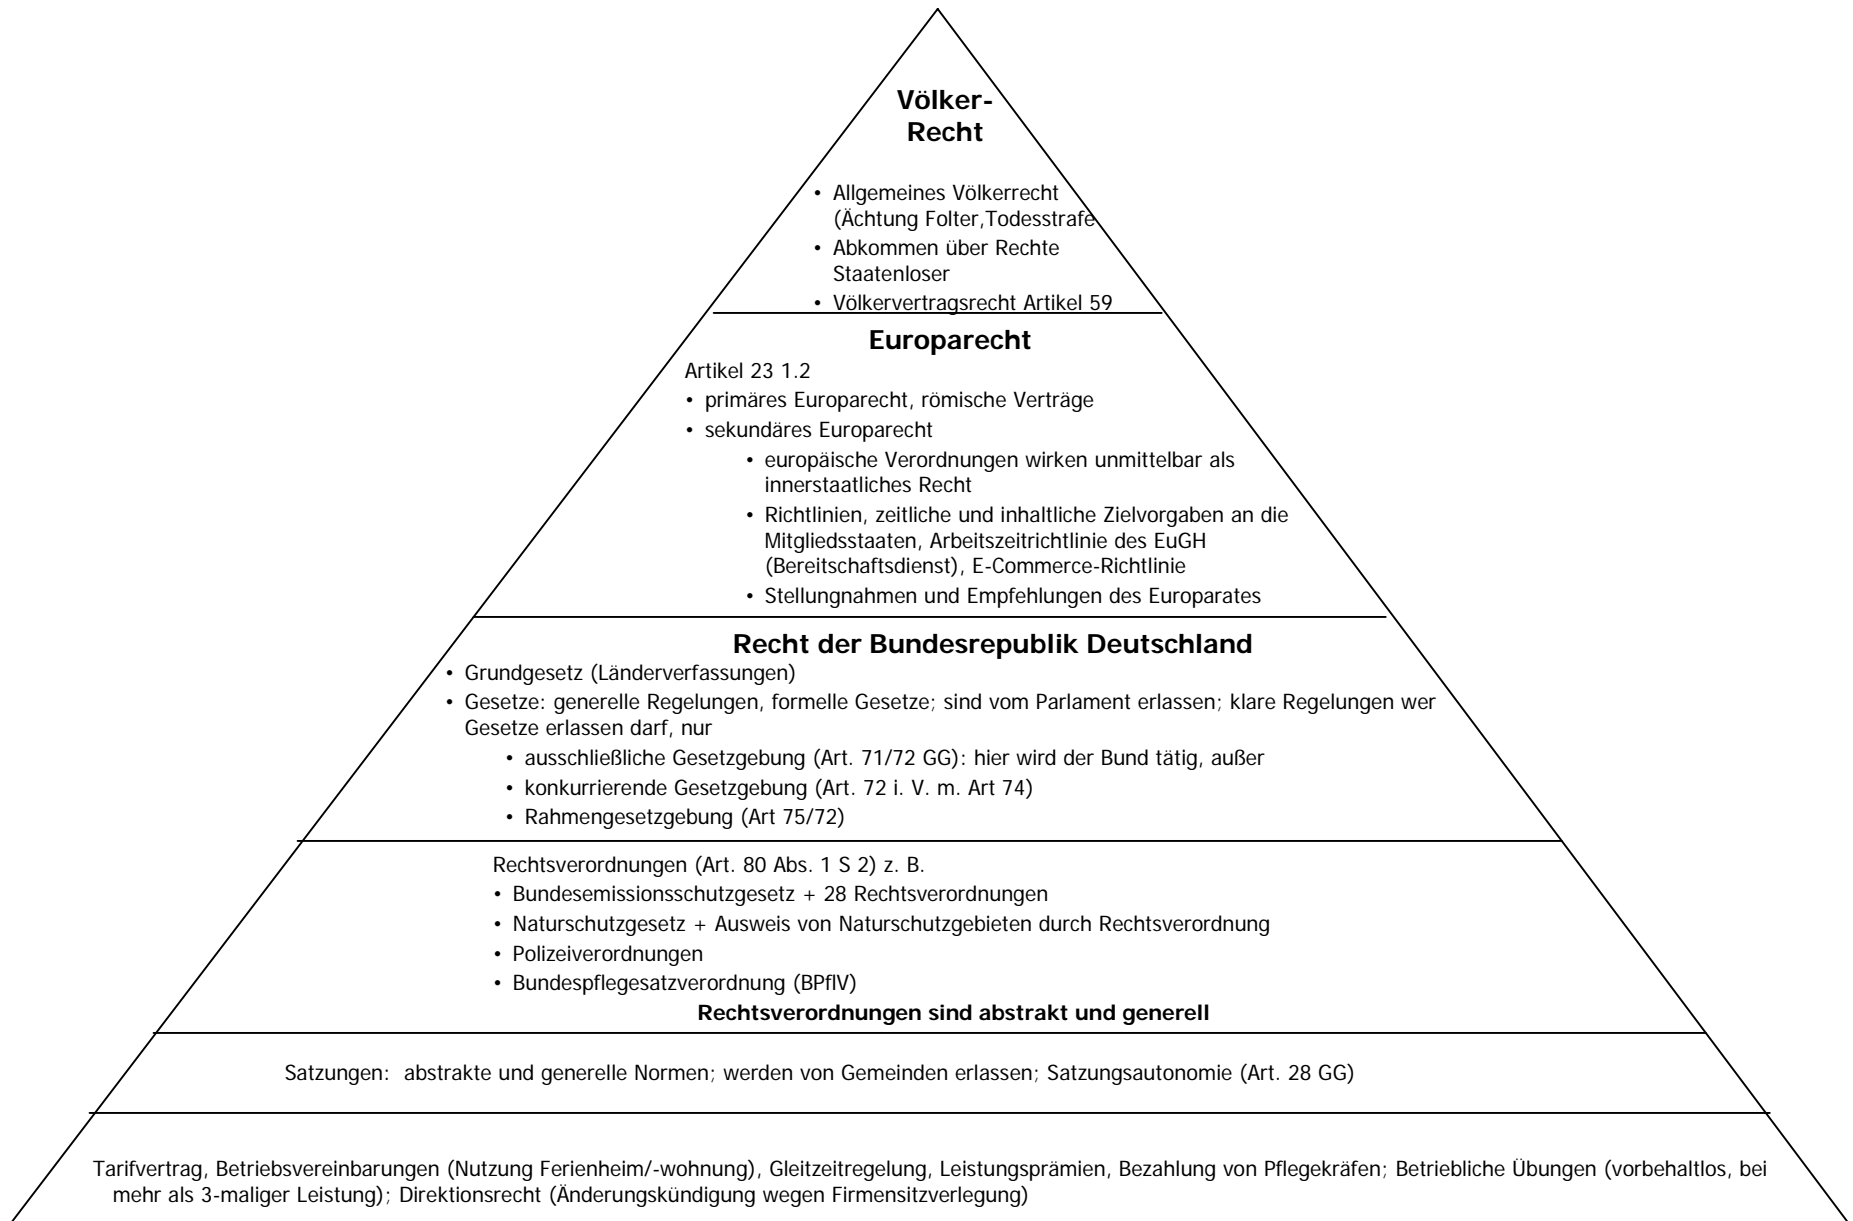 Völker-
Recht
• Allgemeines Völkerrecht
(Ächtung Folter,Todesstrafe
• Abkommen über Rechte
Staatenloser
• Völkervertragsrecht Artikel 59
Europarecht
Artikel 23 1.2
• primäres Europarecht, römische Verträge
• sekundäres Europarecht
• europäische Verordnungen wirken unmittelbar als
innerstaatliches Recht
• Richtlinien, zeitliche und inhaltliche Zielvorgaben an die
Mitgliedsstaaten, Arbeitszeitrichtlinie des EuGH
(Bereitschaftsdienst), E-Commerce-Richtlinie
• Stellungnahmen und Empfehlungen des Europarates
Recht der Bundesrepublik Deutschland
• Grundgesetz (Länderverfassungen)
• Gesetze: generelle Regelungen, formelle Gesetze; sind vom Parlament erlassen; klare Regelungen wer
Gesetze erlassen darf, nur
• ausschließliche Gesetzgebung (Art. 71/72 GG): hier wird der Bund tätig, außer
• konkurrierende Gesetzgebung (Art. 72 i. V. m. Art 74)
• Rahmengesetzgebung (Art 75/72)
Rechtsverordnungen (Art. 80 Abs. 1 S 2) z. B.
• Bundesemissionsschutzgesetz + 28 Rechtsverordnungen
• Naturschutzgesetz + Ausweis von Naturschutzgebieten durch Rechtsverordnung
• Polizeiverordnungen
• Bundespflegesatzverordnung (BPflV)
Rechtsverordnungen sind abstrakt und generell
Satzungen: abstrakte und generelle Normen; werden von Gemeinden erlassen; Satzungsautonomie (Art. 28 GG)
Tarifvertrag, Betriebsvereinbarungen (Nutzung Ferienheim/-wohnung), Gleitzeitregelung, Leistungsprämien, Bezahlung von Pflegekräfen; Betriebliche Übungen (vorbehaltlos, bei
mehr als 3-maliger Leistung); Direktionsrecht (Änderungskündigung wegen Firmensitzverlegung)